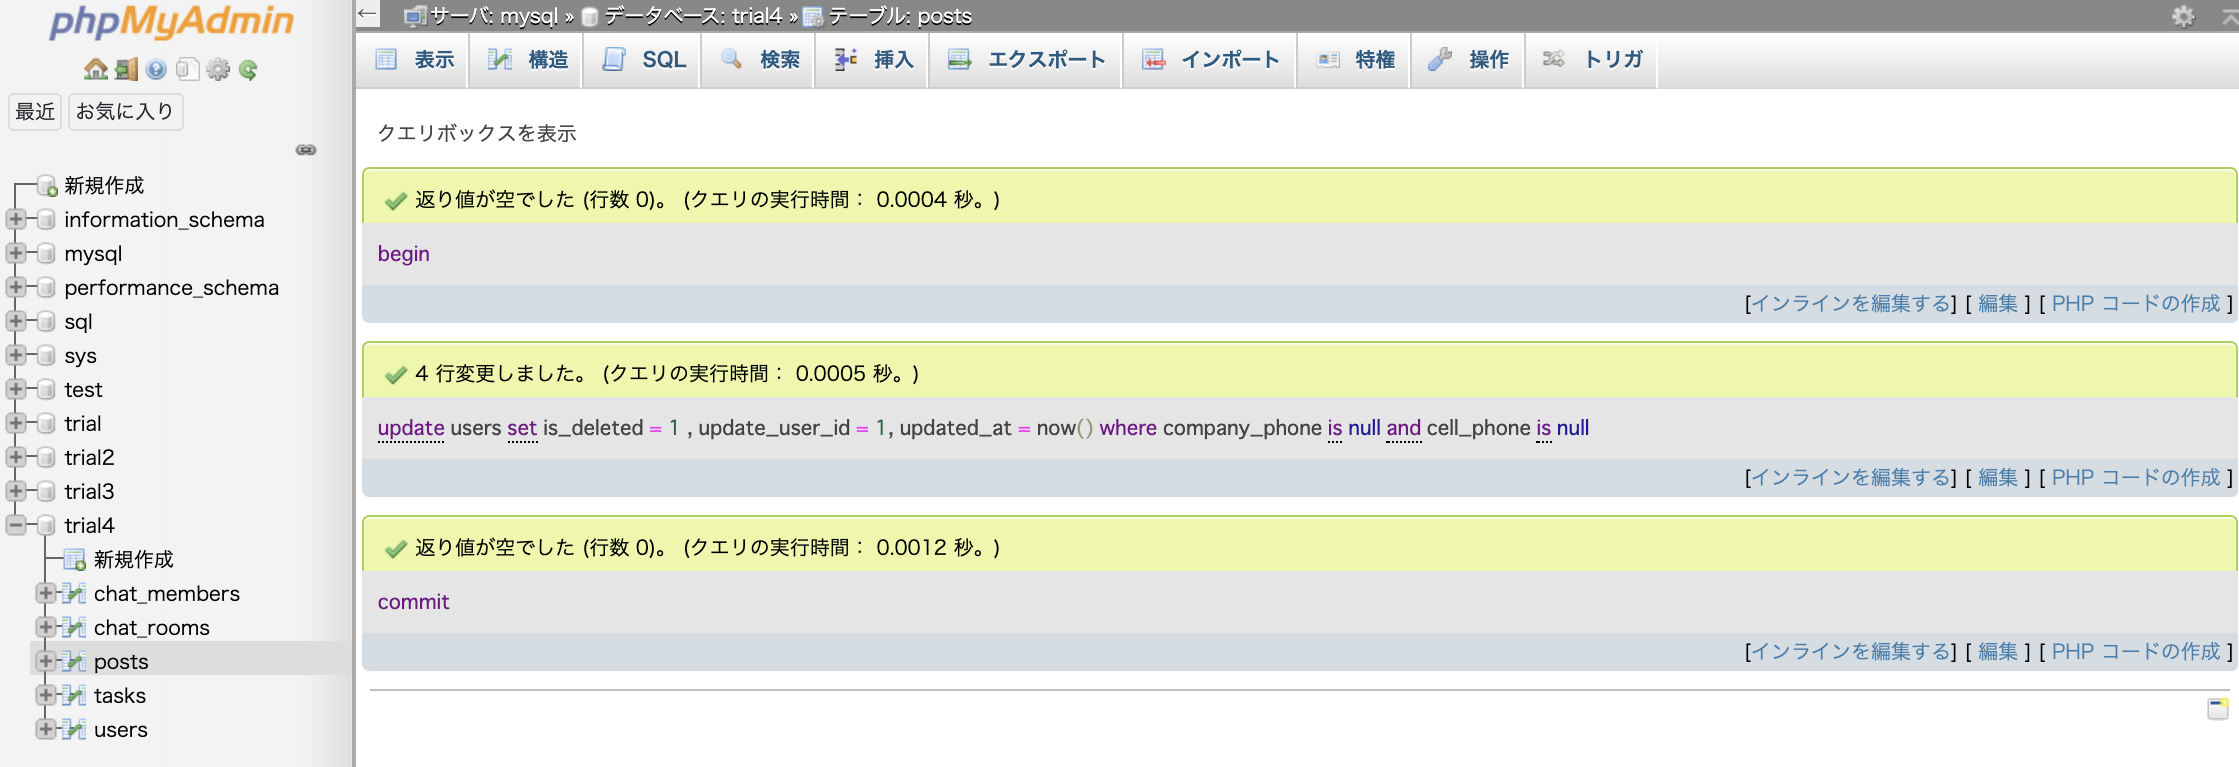 phpMyAdmin
最近 お気に入り
新規作成
information_schema
mysql
performance_schema
sql
sys
test
trial
trial2
trial3
trial4
新規作成
chat_members
chat_rooms
posts
tasks
users
サーバ: mysql » データベース: trial4 » テーブル: posts
表示 構造 SQL 検索 挿入 エクスポート インポート 特権 操作 トリガ
クエリボックスを表示
返り値が空でした (行数 0)。 (クエリの実行時間： 0.0004 秒。)
begin
[インラインを編集する] [ 編集 ] [ PHP コードの作成 ]
4 行変更しました。 (クエリの実行時間： 0.0005 秒。)
update users set is_deleted = 1 , update_user_id = 1, updated_at = now() where company_phone is null and cell_phone is null
[インラインを編集する] [ 編集 ] [ PHP コードの作成 ]
返り値が空でした (行数 0)。 (クエリの実行時間： 0.0012 秒。)
commit
[インラインを編集する] [ 編集 ] [ PHP コードの作成 ]